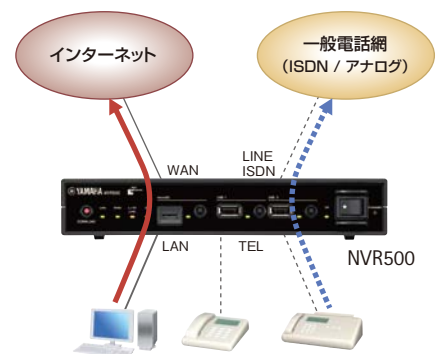 インターネット
一般電話網
(ISDN / アナログ)
WAN
LINE
ISDN
YAMAHA
LAN
TEL
NVR500